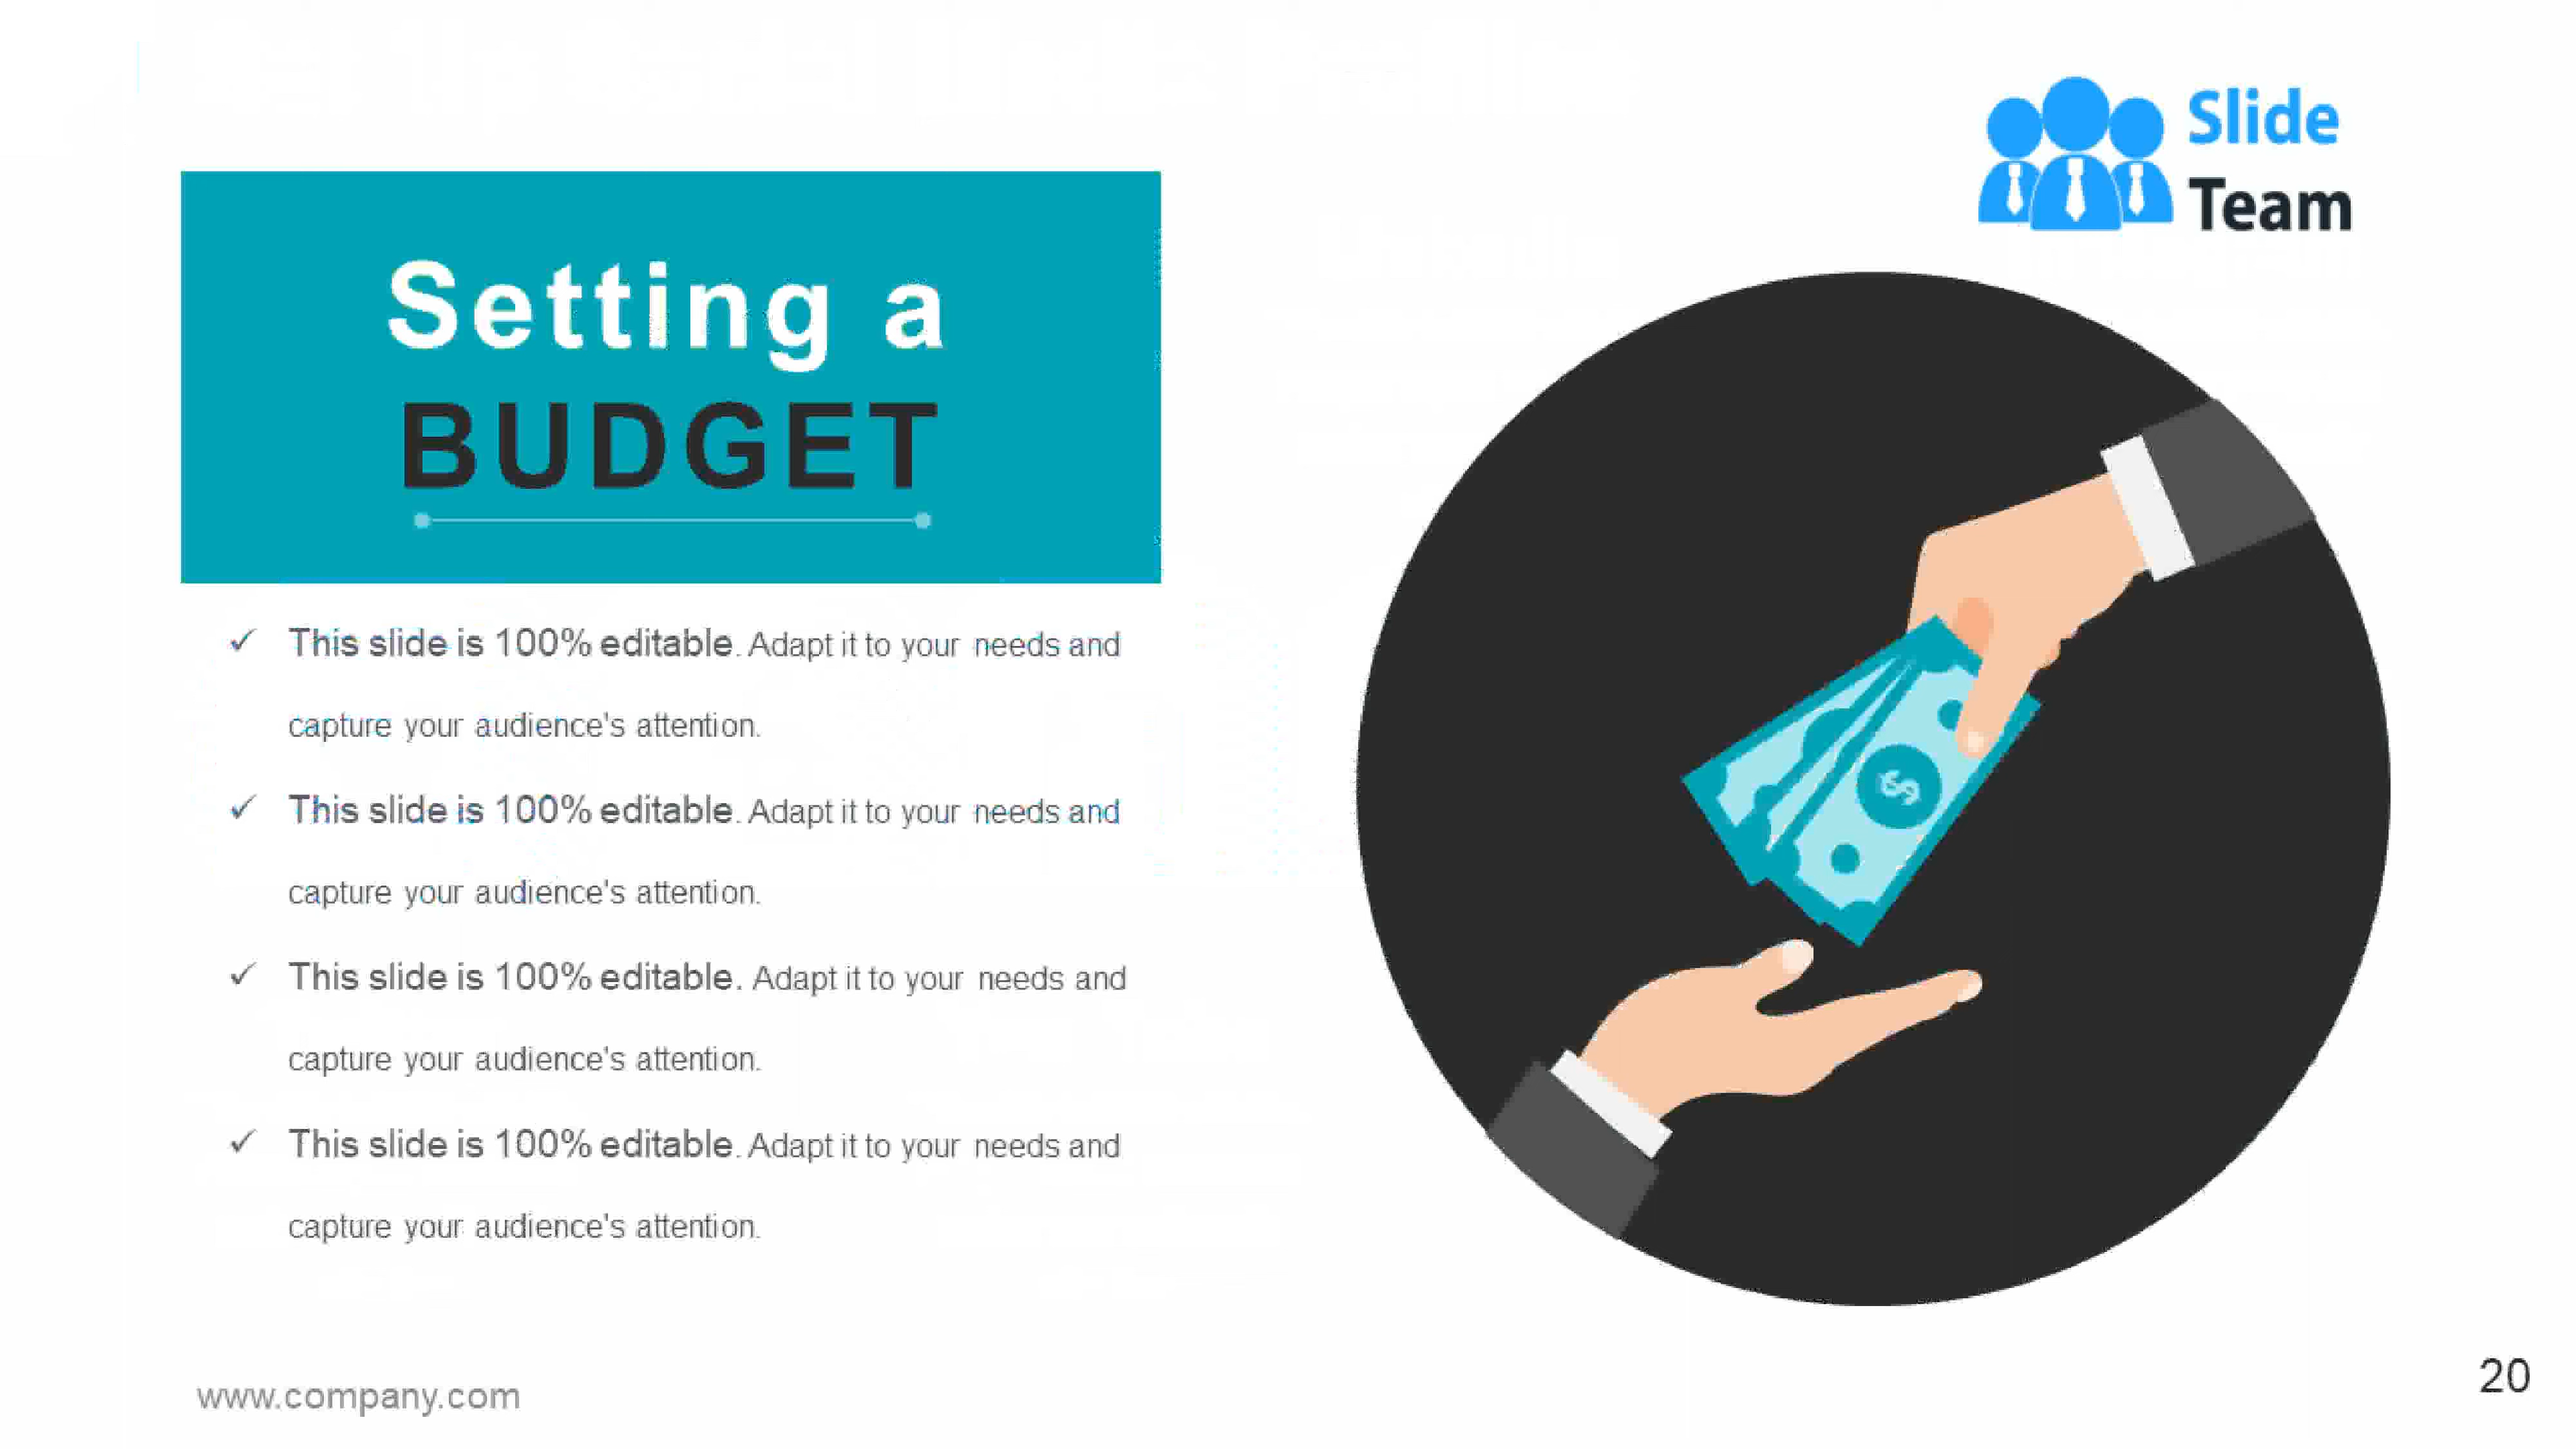 Slide
Team
Setting a
BUDGET
✓ This slide is 100% editable. Adapt it to your needs and
capture your audience's attention.
✓ This slide is 100% editable. Adapt it to your needs and
capture your audience's attention.
✓ This slide is 100% editable. Adapt it to your needs and
capture your audience's attention.
✓ This slide is 100% editable. Adapt it to your needs and
capture your audience's attention.
$
www.company.com
20